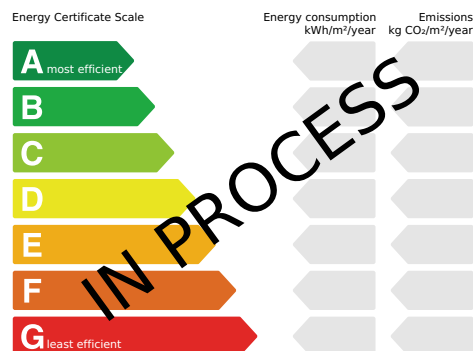 Energy Certificate Scale
Energy consumption
kWh/m²/year
Emissions
kg CO₂/m²/year
A most efficient
B
C
D
E
F
G least efficient
IN PROCESS